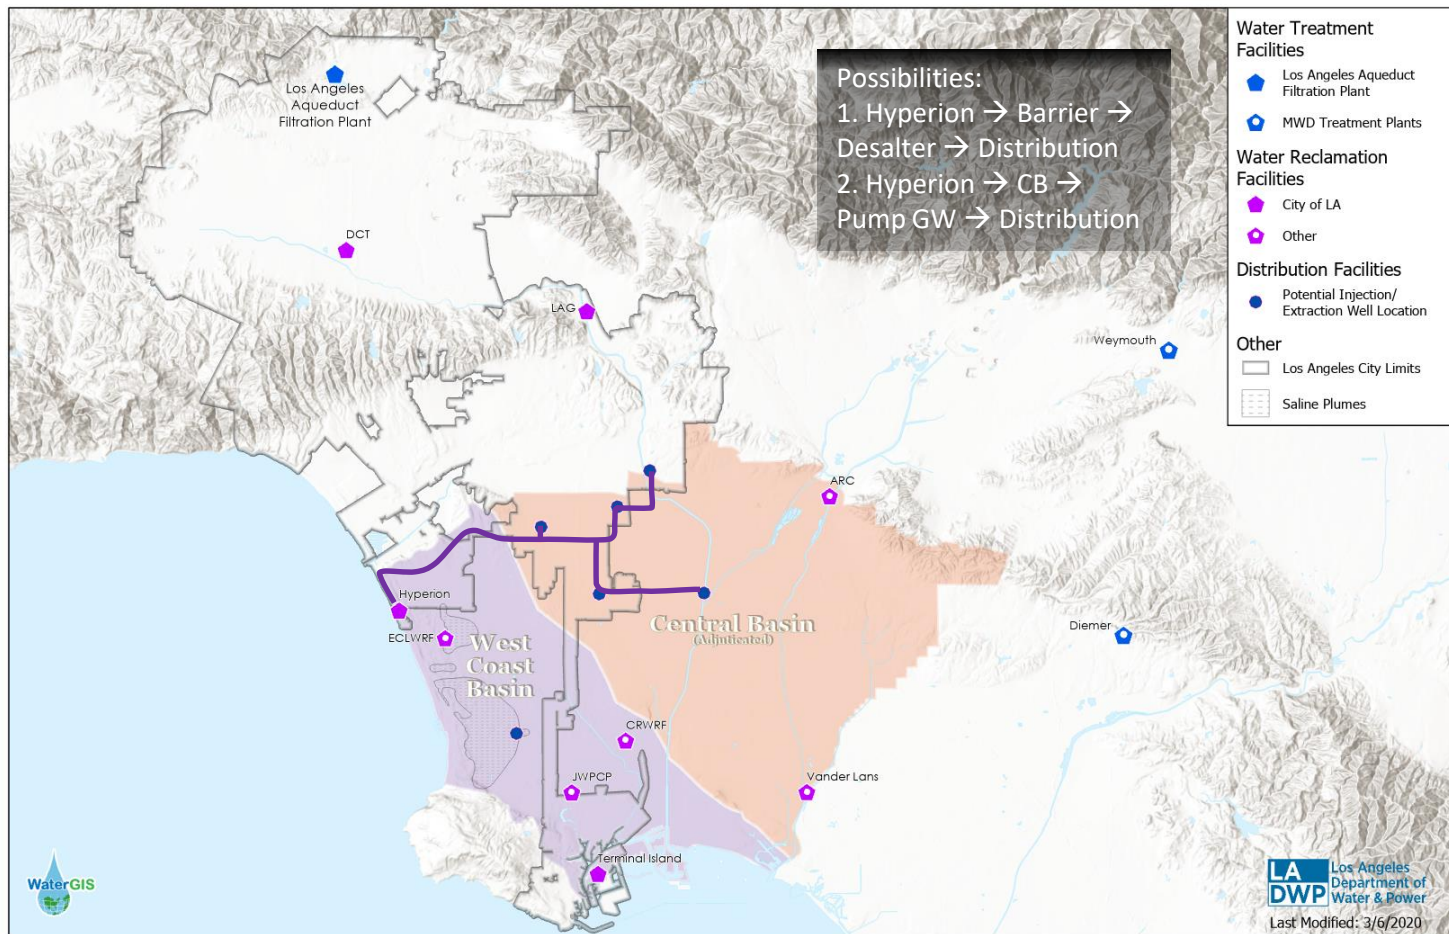 Los Angeles
Aqueduct
Filtration Plant
DCT
LAG
Possibilities:
1. Hyperion → Barrier →
Desalter → Distribution
2. Hyperion → CB →
Pump GW → Distribution
Weymouth
ARC
Hyperion
ECLWRF
West
Coast
Basin
Central Basin
(Adjuticated)
Diemer
CRWRF
JWPCP
Vander Lans
Terminal Island
Water Treatment
Facilities
Los Angeles Aqueduct
Filtration Plant
MWD Treatment Plants
Water Reclamation
Facilities
City of LA
Other
Distribution Facilities
Potential Injection/
Extraction Well Location
Other
Los Angeles City Limits
Saline Plumes
WaterGIS
LA
DWP
Los Angeles
Department of
Water & Power
Last Modified: 3/6/2020